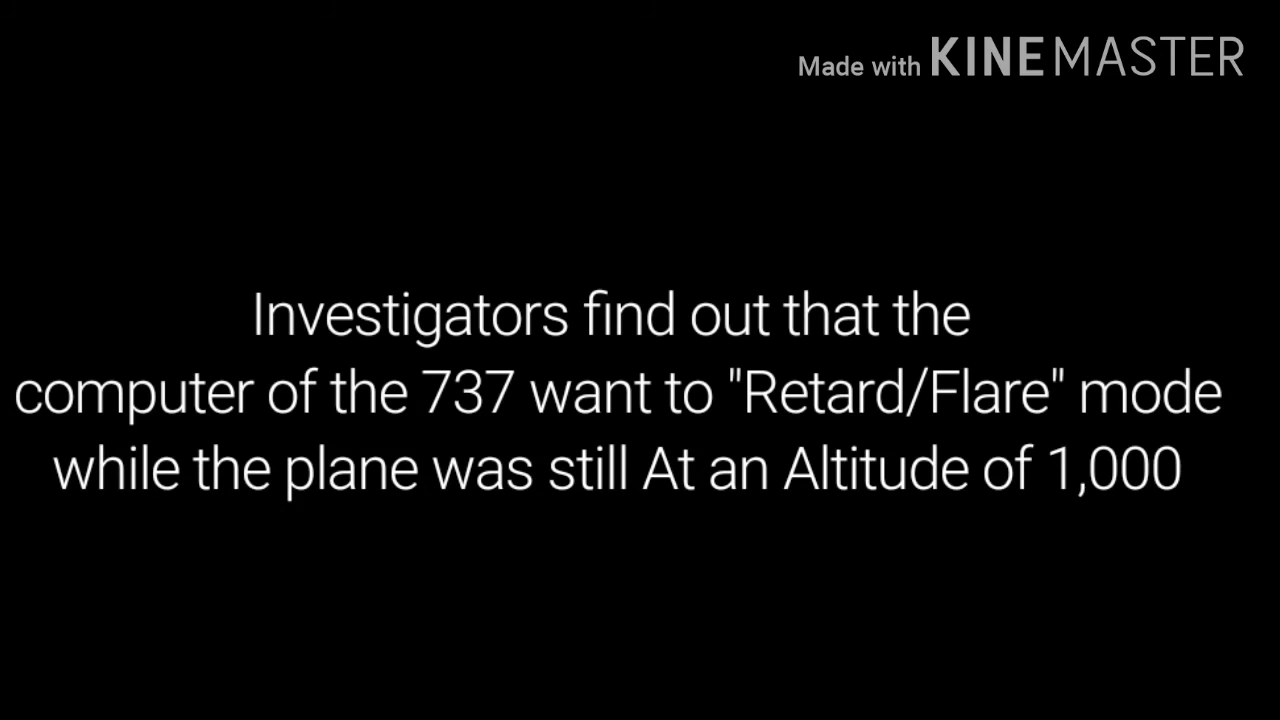 Made with KINEMASTER
Investigators find out that the
computer of the 737 want to "Retard/Flare" mode
while the plane was still At an Altitude of 1,000